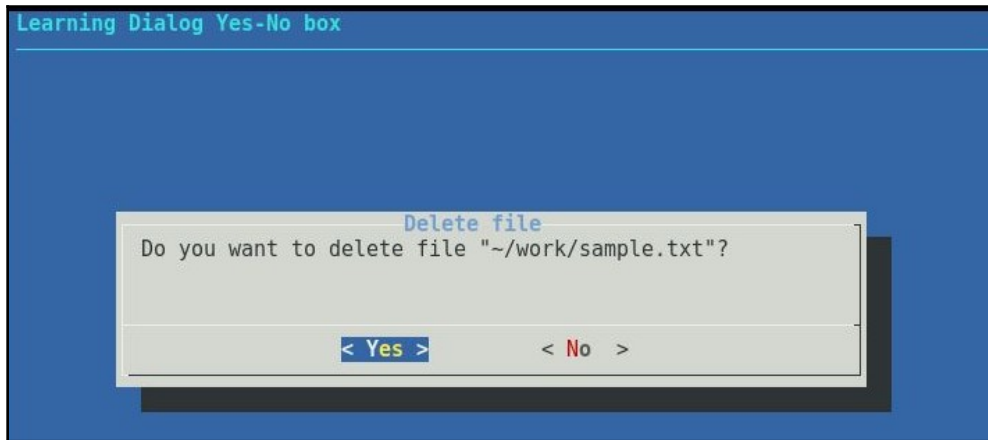 Learning Dialog Yes-No box
Delete file
Do you want to delete file "~/work/sample.txt"?
< Yes > < No >